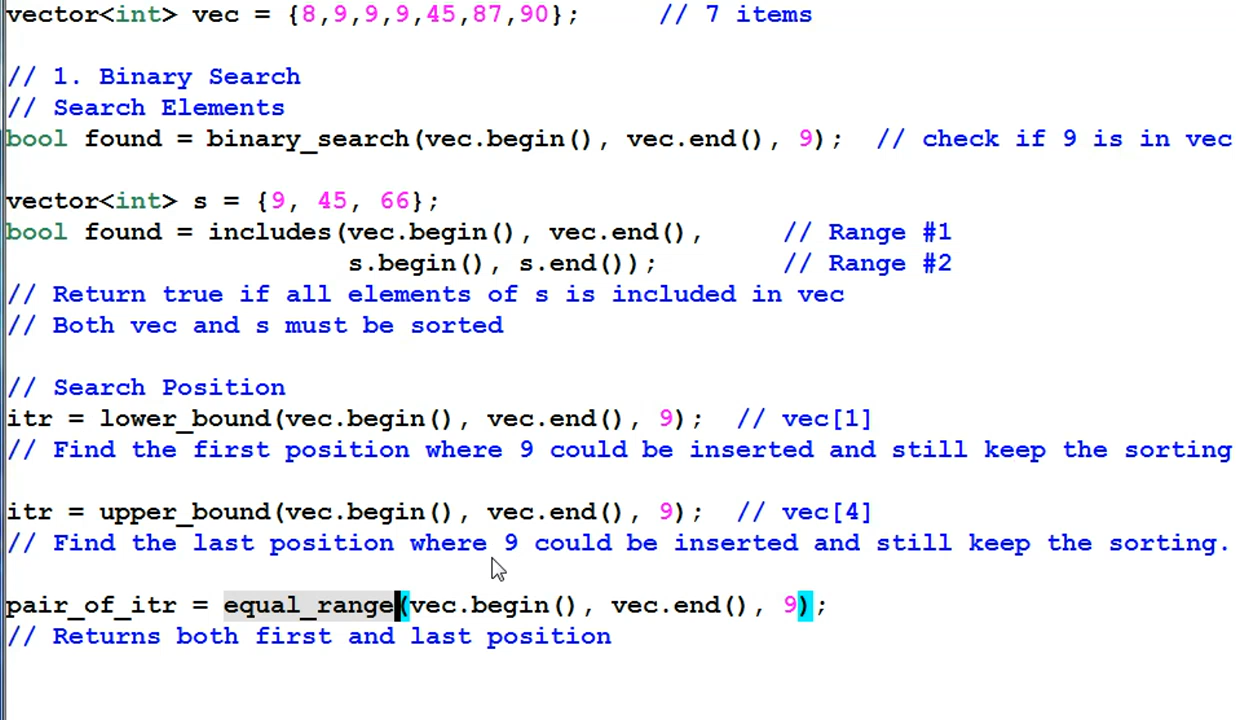 vector<int> vec = {8,9,9,9,45,87,90};     // 7 items
// 1. Binary Search
// Search Elements
bool found = binary_search(vec.begin(), vec.end(), 9);  // check if 9 is in vec
vector<int> s = {9, 45, 66};
bool found = includes(vec.begin(), vec.end(),     // Range #1
                      s.begin(), s.end());        // Range #2
// Return true if all elements of s is included in vec
// Both vec and s must be sorted
// Search Position
itr = lower_bound(vec.begin(), vec.end(), 9);  // vec[1]
// Find the first position where 9 could be inserted and still keep the sorting
itr = upper_bound(vec.begin(), vec.end(), 9);  // vec[4]
// Find the last position where 9 could be inserted and still keep the sorting.
pair_of_itr = equal_range(vec.begin(), vec.end(), 9);
// Returns both first and last position